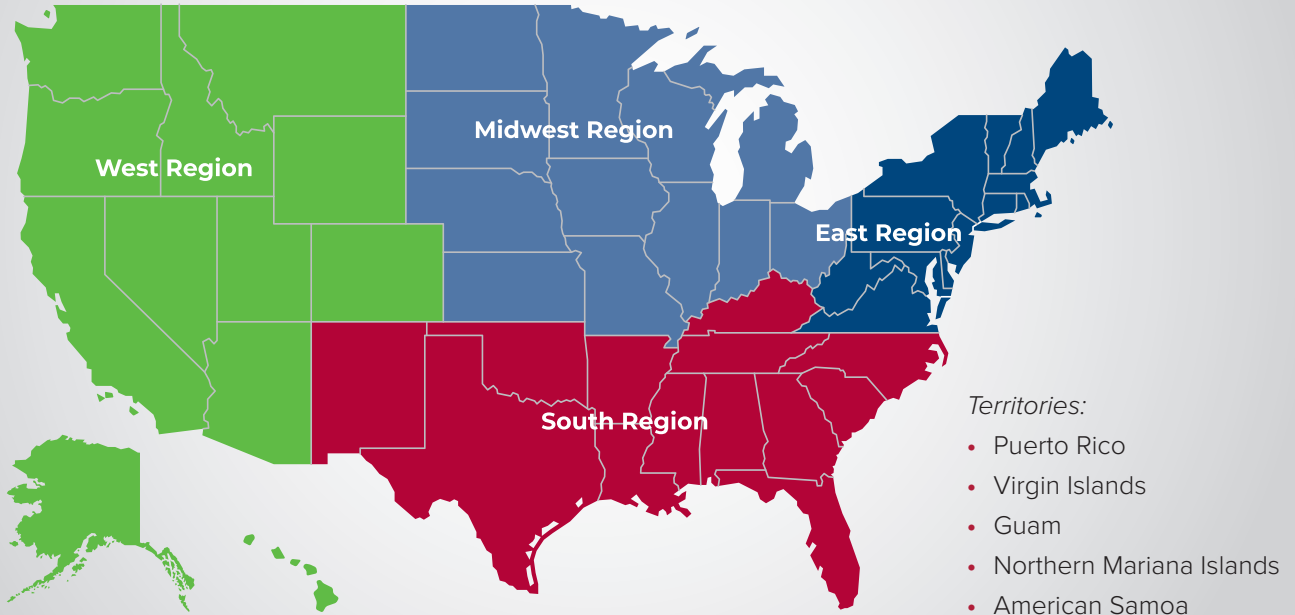 Midwest Region
West Region
East Region
South Region
Territories:
• Puerto Rico
• Virgin Islands
• Guam
• Northern Mariana Islands
• American Samoa